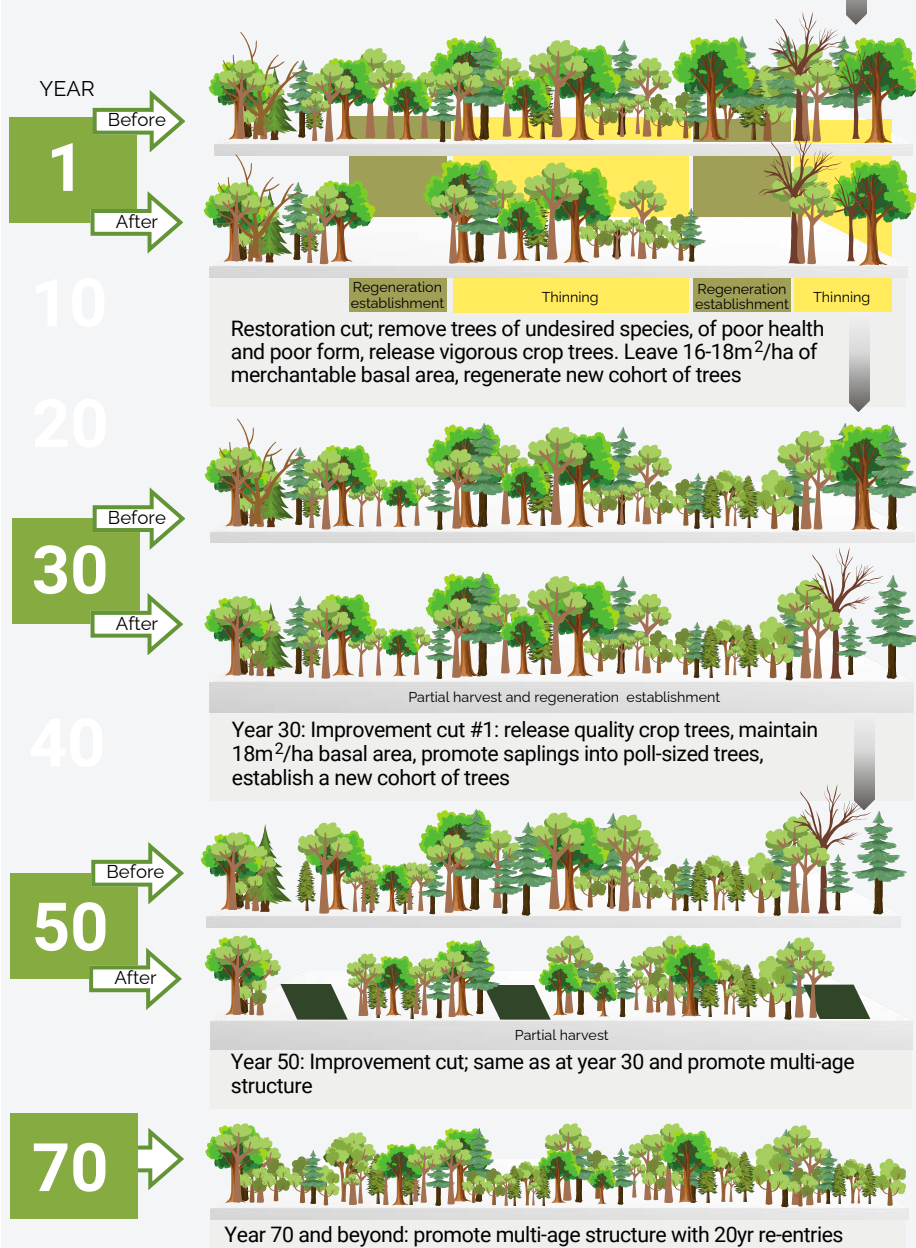 YEAR
Before
1
After
10
Regeneration
establishment
Thinning
Regeneration
establishment
Thinning
Restoration cut; remove trees of undesired species, of poor health
and poor form, release vigorous crop trees. Leave 16-18m²/ha of
merchantable basal area, regenerate new cohort of trees
20
Before
30
After
Partial harvest and regeneration establishment
40
Year 30: Improvement cut #1: release quality crop trees, maintain
18m²/ha basal area, promote saplings into poll-sized trees,
establish a new cohort of trees
Before
50
After
Partial harvest
Year 50: Improvement cut; same as at year 30 and promote multi-age
structure
70
Year 70 and beyond: promote multi-age structure with 20yr re-entries